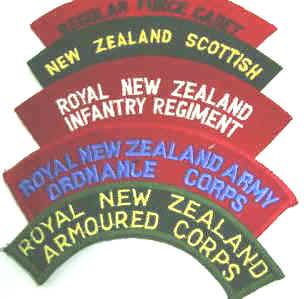 REGULAR FORCE CADET
NEW ZEALAND SCOTTISH
ROYAL NEW ZEALAND
INFANTRY REGIMENT
ROYAL NEW ZEALAND ARMY
ORDNANCE CORPS
ROYAL NEW ZEALAND
ARMOURED CORPS